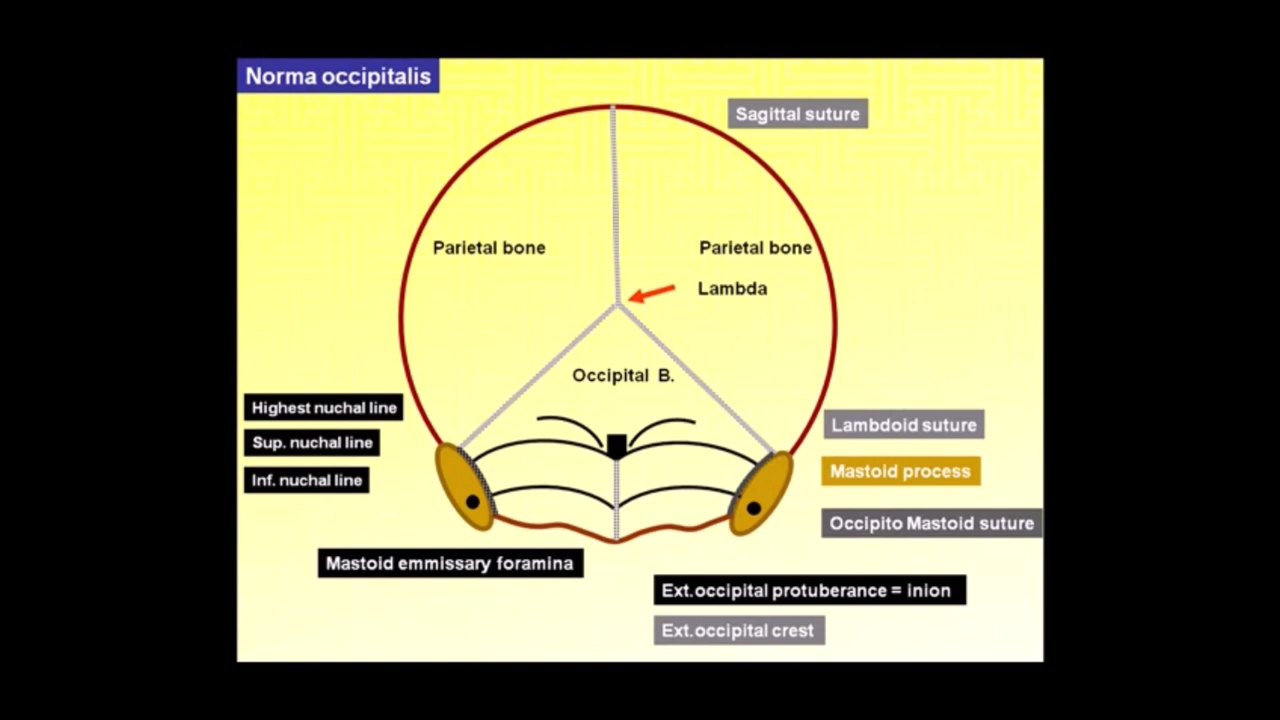 Norma occipitalis
Sagittal suture
Parietal bone
Parietal bone
Lambda
Occipital B.
Highest nuchal line
Sup. nuchal line
Inf. nuchal line
Lambdoid suture
Mastoid process
Occipito Mastoid suture
Mastoid emmissary foramina
Ext.occipital protuberance = inion
Ext.occipital crest